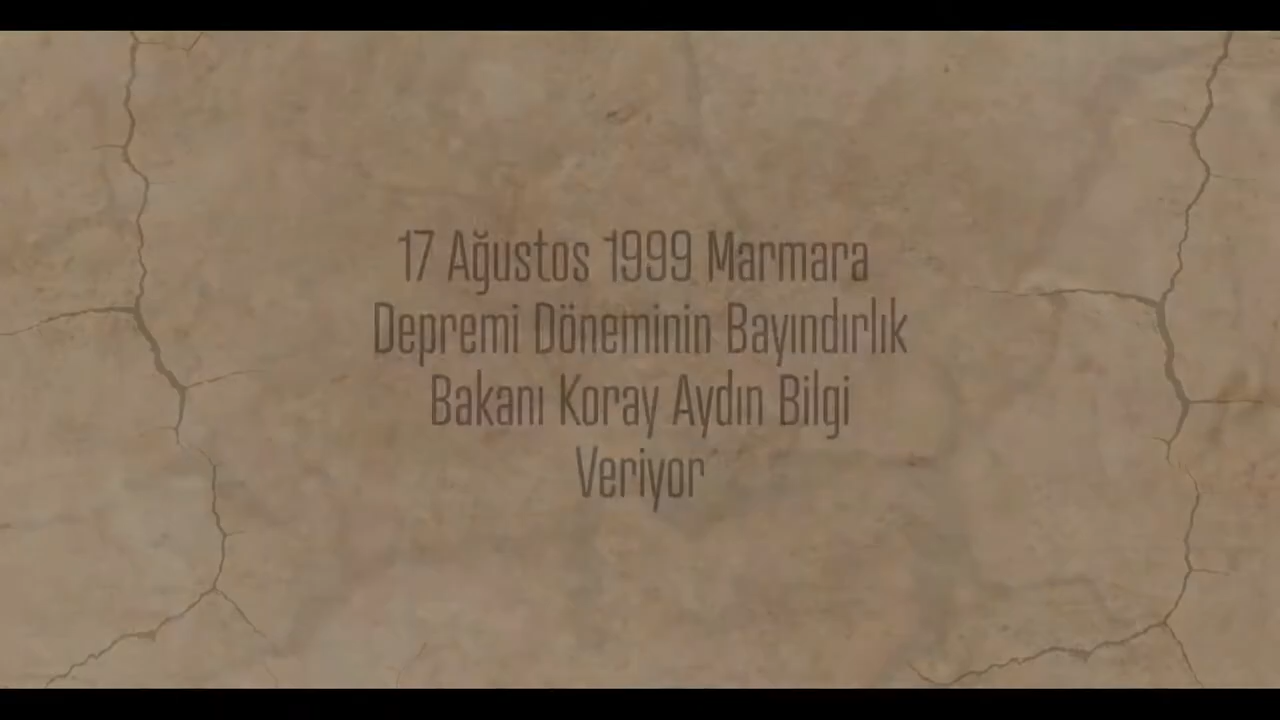 17 Ağustos 1999 Marmara
Depremi Döneminin Bayındırlık
Bakanı Koray Aydın Bilgi
Veriyor